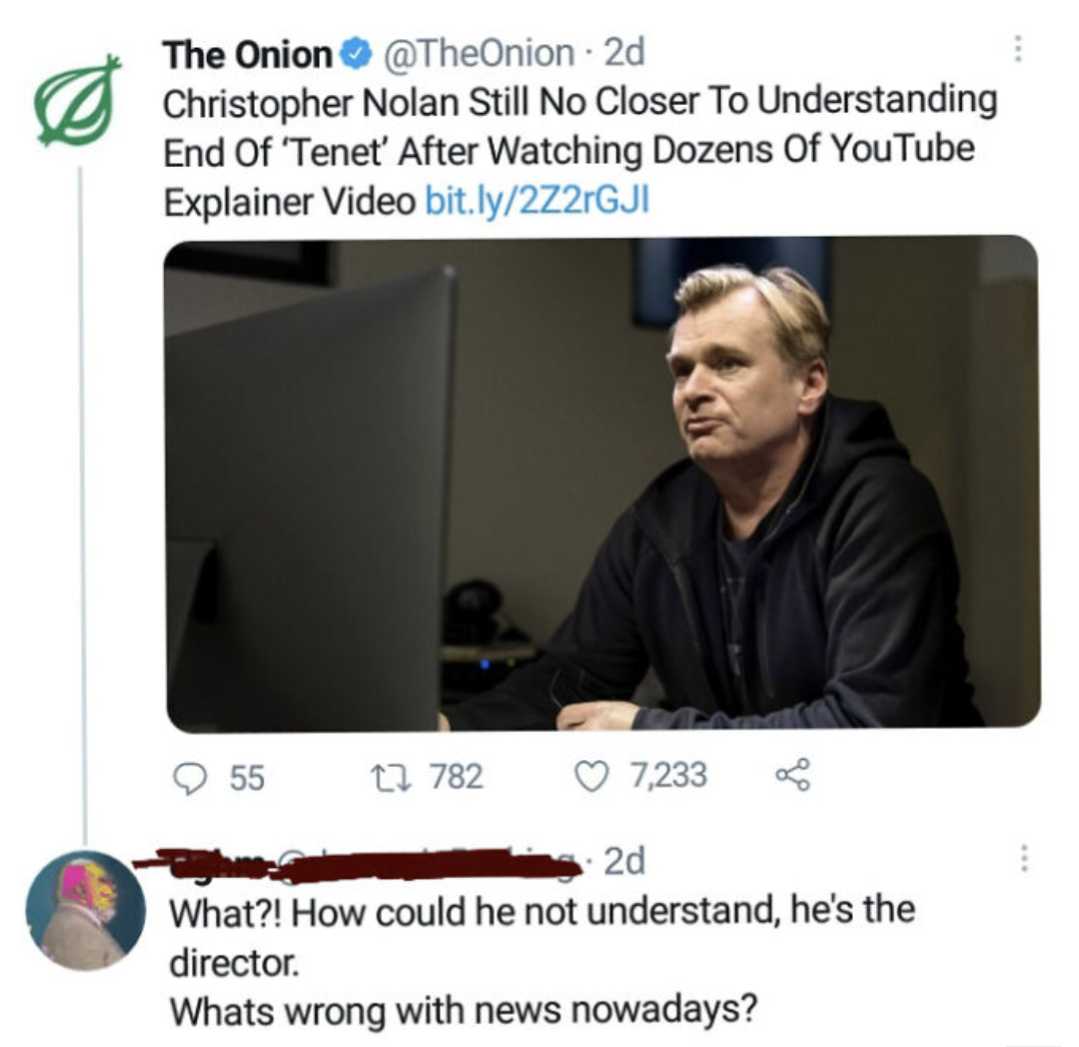 The Onion @TheOnion · 2d
Christopher Nolan Still No Closer To Understanding
End Of ‘Tenet’ After Watching Dozens Of YouTube
Explainer Video bit.ly/2Z2rGJI
55 782 7,233
· 2d
What?! How could he not understand, he's the
director.
Whats wrong with news nowadays?